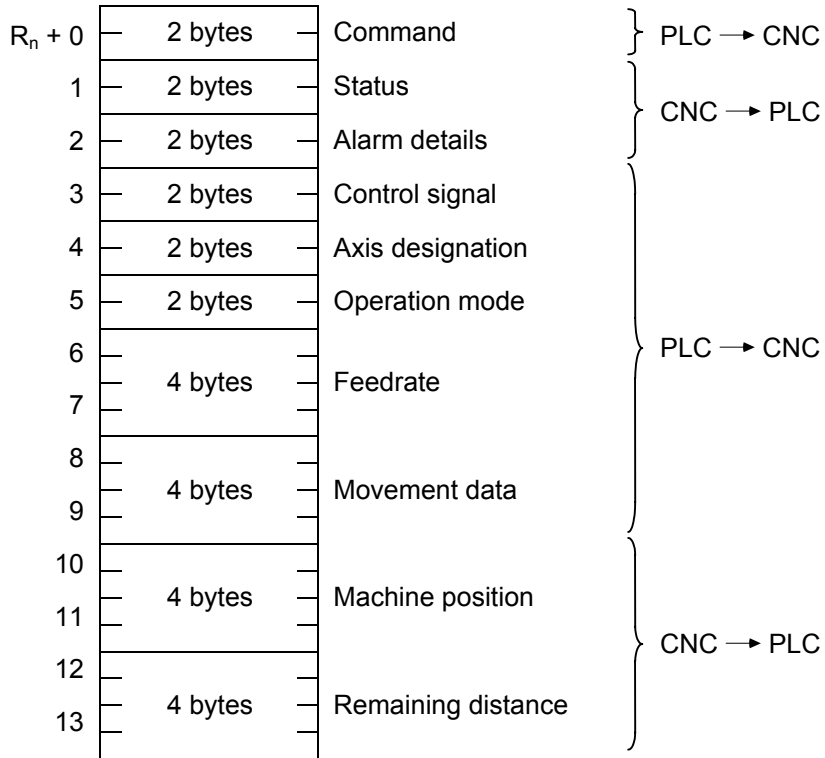 Rn + 0 2 bytes Command PLC → CNC
1 2 bytes Status
CNC → PLC
2 2 bytes Alarm details
3 2 bytes Control signal
4 2 bytes Axis designation
5 2 bytes Operation mode
6
PLC → CNC
4 bytes Feedrate
7
8
4 bytes Movement data
9
10
4 bytes Machine position
11
CNC → PLC
12
4 bytes Remaining distance
13